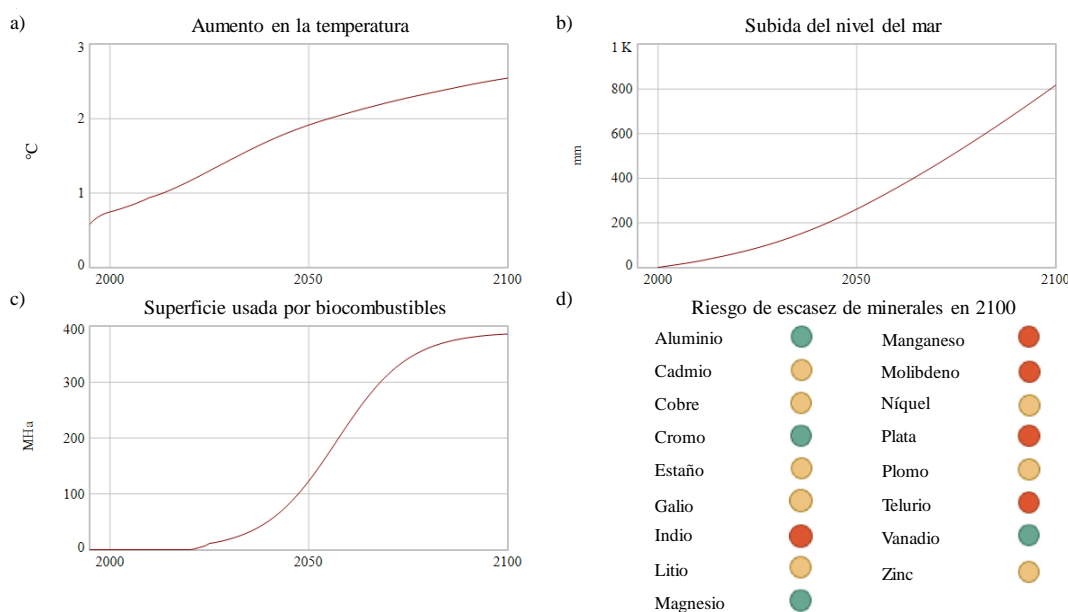 a)
Aumento en la temperatura
3
2
1
0
°C
2000
2050
2100
b)
Subida del nivel del mar
1 K
800
600
400
200
0
mm
2000
2050
2100
c)
Superficie usada por biocombustibles
400
300
200
100
0
MHa
2000
2050
2100
d)
Riesgo de escasez de minerales en 2100
Aluminio
Cadmio
Cobre
Cromo
Estaño
Galio
Indio
Litio
Magnesio
Manganeso
Molibdeno
Níquel
Plata
Plomo
Telurio
Vanadio
Zinc